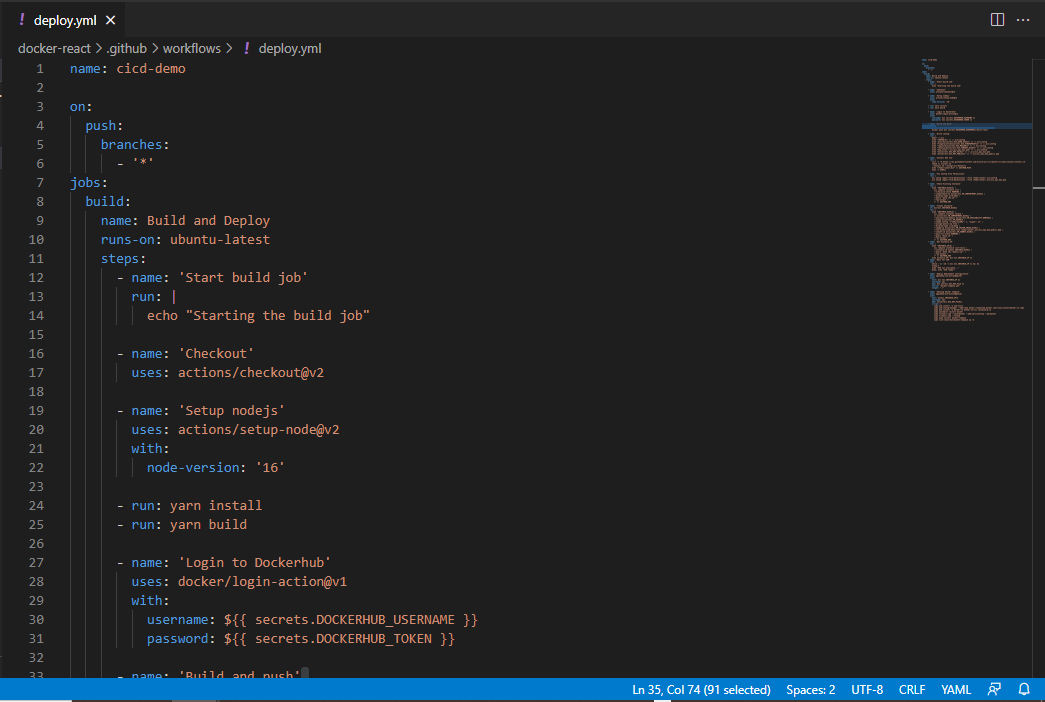 ! deploy.yml ×
docker-react > .github > workflows > ! deploy.yml
1 name: cicd-demo
2
3 on:
4   push:
5     branches:
6       - '*'
7 jobs:
8   build:
9     name: Build and Deploy
10     runs-on: ubuntu-latest
11     steps:
12       - name: 'Start build job'
13         run: |
14           echo "Starting the build job"
15
16       - name: 'Checkout'
17         uses: actions/checkout@v2
18
19       - name: 'Setup nodejs'
20         uses: actions/setup-node@v2
21         with:
22           node-version: '16'
23
24       - run: yarn install
25       - run: yarn build
26
27       - name: 'Login to Dockerhub'
28         uses: docker/login-action@v1
29         with:
30           username: ${{ secrets.DOCKERHUB_USERNAME }}
31           password: ${{ secrets.DOCKERHUB_TOKEN }}
32
33       - name: 'Build and push'
Ln 35, Col 74 (91 selected) Spaces: 2 UTF-8 CRLF YAML